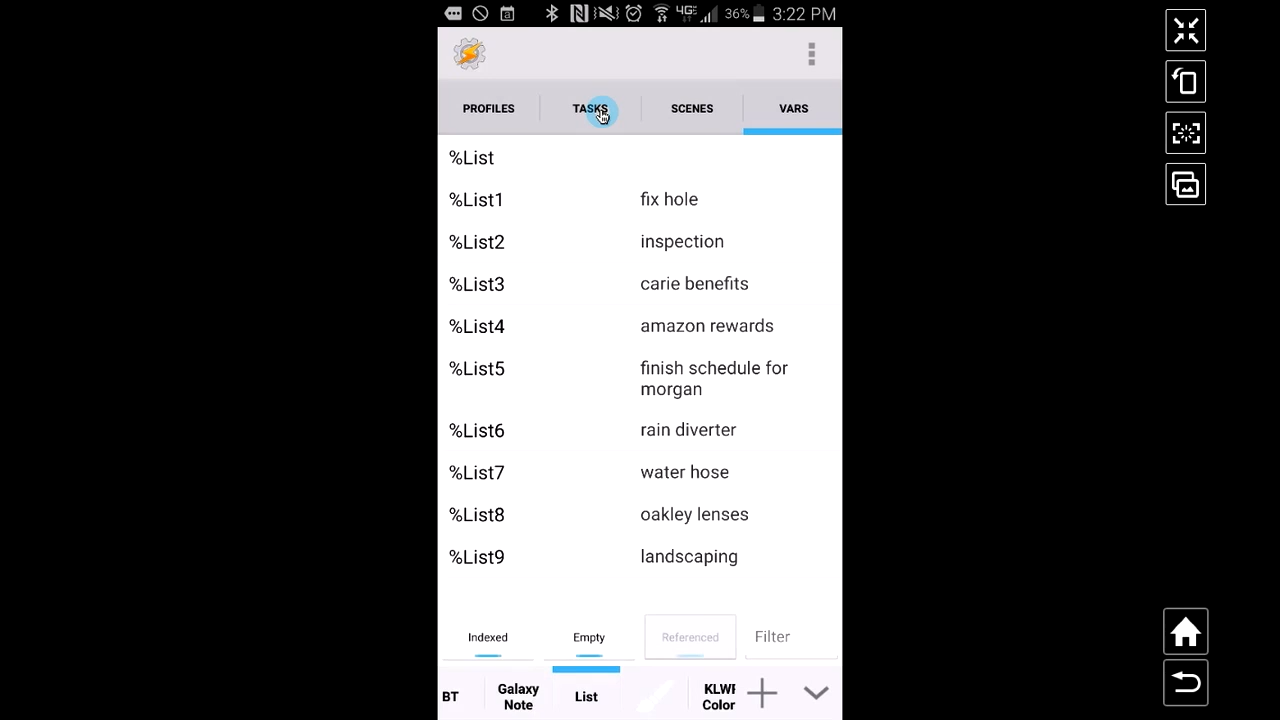 4G 36% 3:22 PM
PROFILES TASKS SCENES VARS
%List
%List1 fix hole
%List2 inspection
%List3 carie benefits
%List4 amazon rewards
%List5 finish schedule for
morgan
%List6 rain diverter
%List7 water hose
%List8 oakley lenses
%List9 landscaping
Indexed Empty Referenced Filter
BT Galaxy List KLWP
Note Color